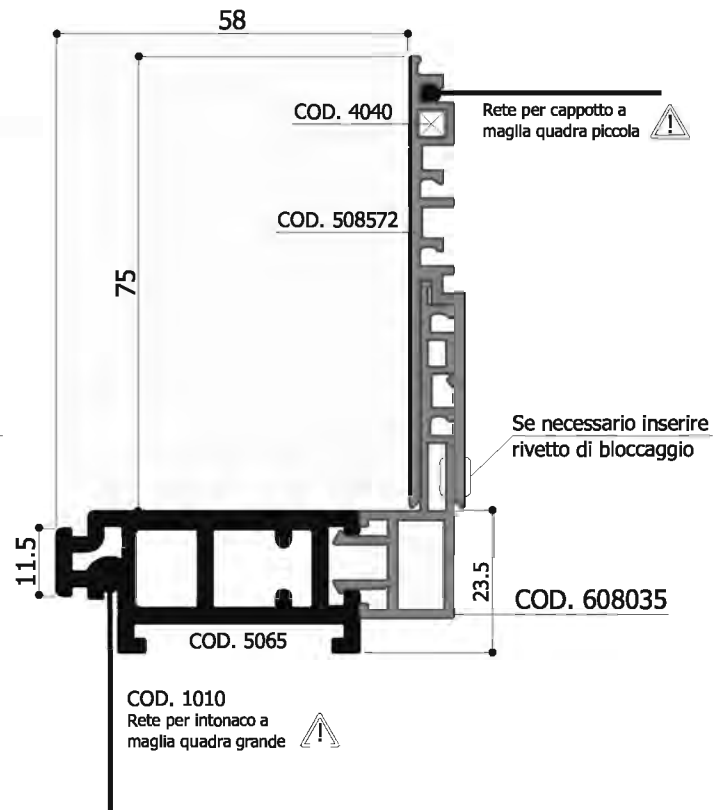 58
COD. 4040
Rete per cappotto a
maglia quadra piccola
COD. 508572
75
Se necessario inserire
rivetto di bloccaggio
11.5
23.5
COD. 608035
COD. 5065
COD. 1010
Rete per intonaco a
maglia quadra grande